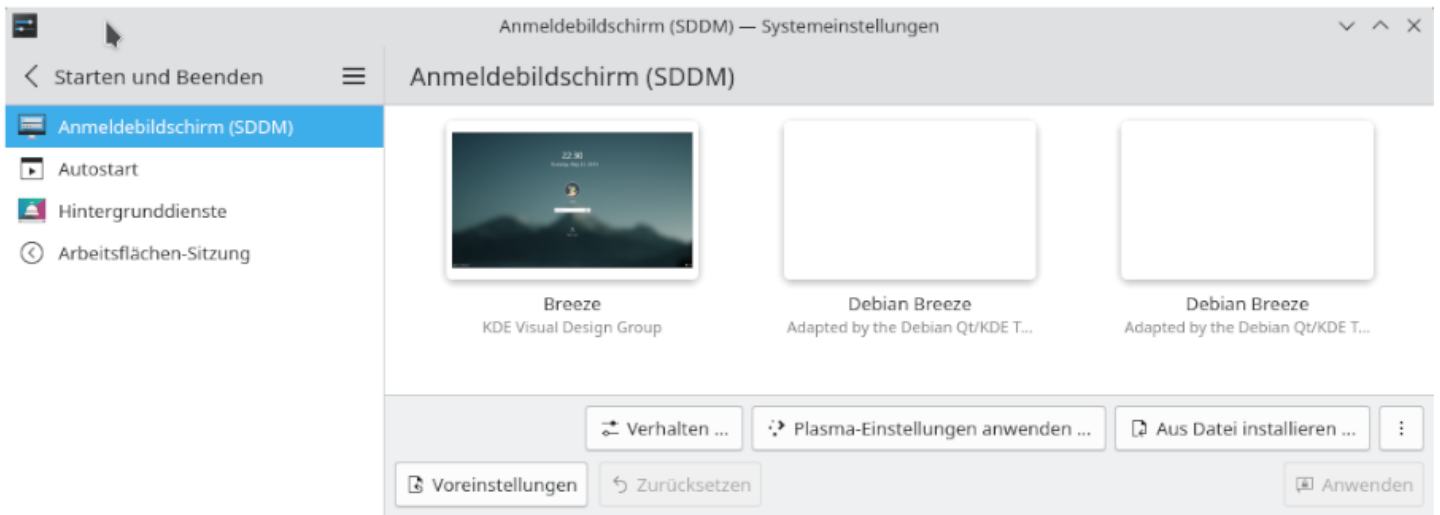 Anmeldebildschirm (SDDM) — Systemeinstellungen
Starten und Beenden
Anmeldebildschirm (SDDM)
Anmeldebildschirm (SDDM)
Autostart
Hintergrunddienste
Arbeitsflächen-Sitzung
22:30
Breeze
KDE Visual Design Group
Debian Breeze
Adapted by the Debian Qt/KDE T...
Debian Breeze
Adapted by the Debian Qt/KDE T...
Verhalten ...
Plasma-Einstellungen anwenden ...
Aus Datei installieren ...
Voreinstellungen
Zurücksetzen
Anwenden